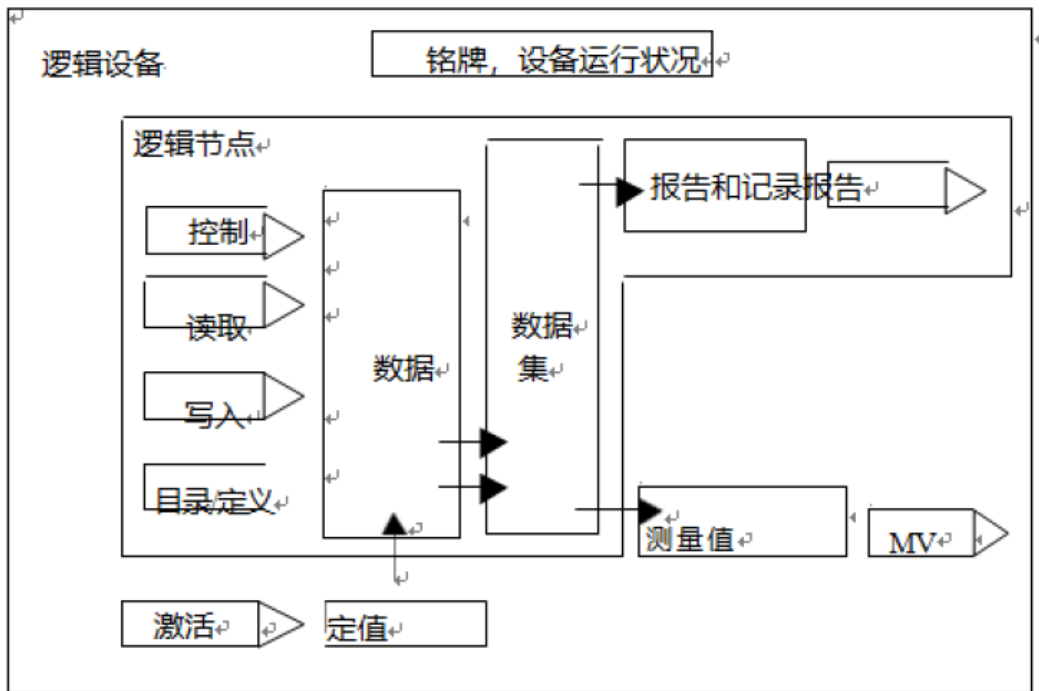 逻辑设备
铭牌，设备运行状况
逻辑节点
报告和记录报告
控制
读取
数据
集
数据
写入
目录/定义
测量值
MV
激活
定值